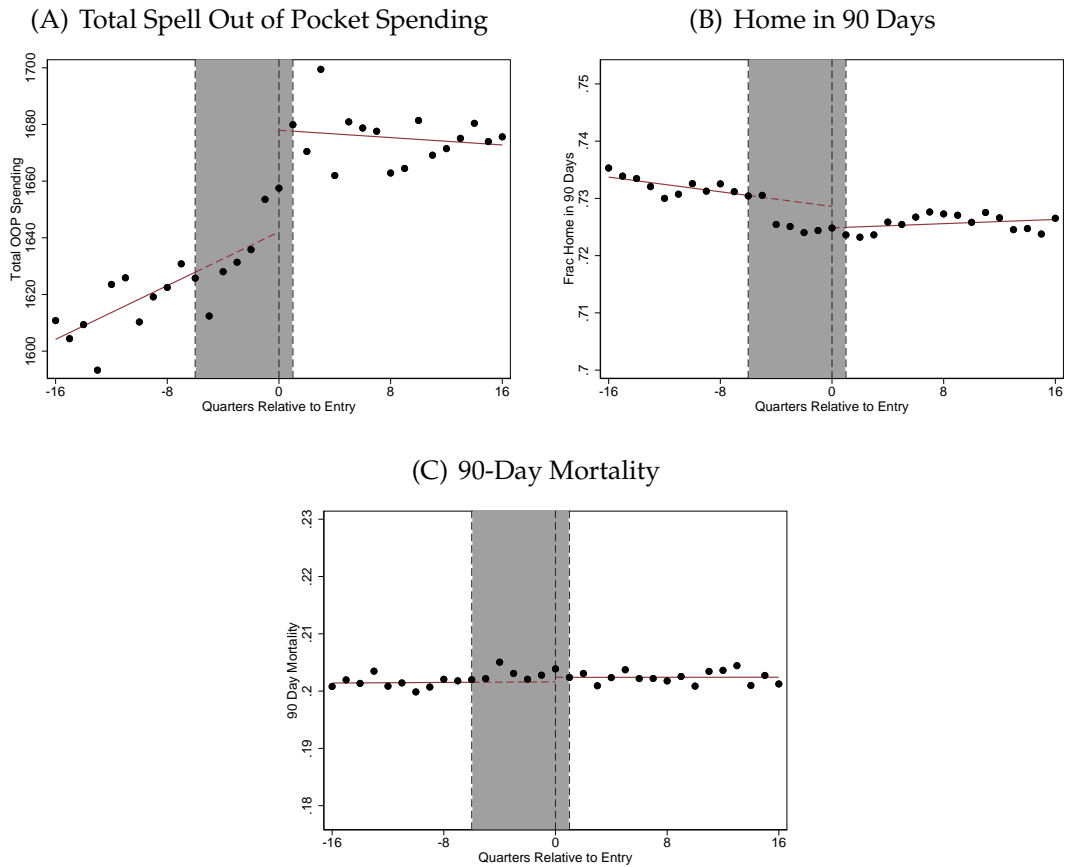 (A) Total Spell Out of Pocket Spending
Total OOP Spending
1700
1680
1660
1640
1620
1600
-16 -8 0 8 16
Quarters Relative to Entry
(B) Home in 90 Days
Frac Home in 90 Days
.75
.74
.73
.72
.71
.7
-16 -8 0 8 16
Quarters Relative to Entry
(C) 90-Day Mortality
90 Day Mortality
.23
.22
.21
.2
.19
.18
-16 -8 0 8 16
Quarters Relative to Entry